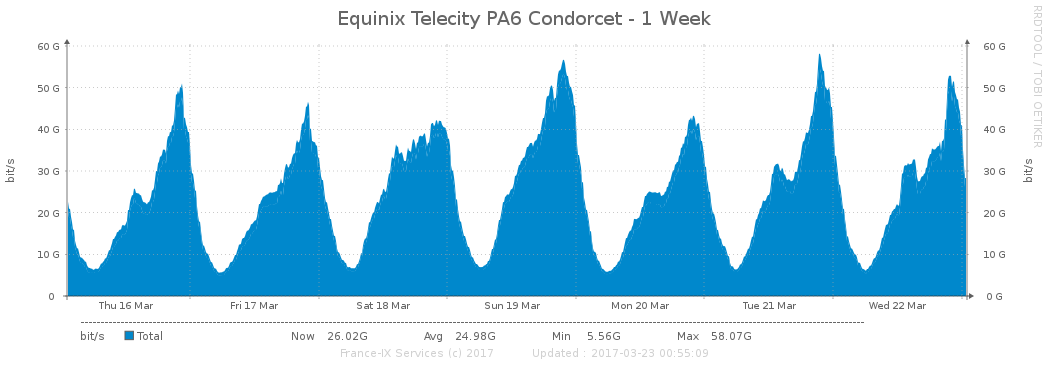 Equinix Telecity PA6 Condorcet - 1 Week
RRDTOOL / TOBI OETIKER
60 G 60 G
50 G 50 G
40 G 40 G
30 G 30 G
20 G 20 G
10 G 10 G
0 0 G
bit/s
bit/s
Thu 16 Mar Fri 17 Mar Sat 18 Mar Sun 19 Mar Mon 20 Mar Tue 21 Mar Wed 22 Mar
bit/s Total Now 26.02G Avg 24.98G Min 5.56G Max 58.07G
France-IX Services (c) 2017 Updated : 2017-03-23 00:55:09